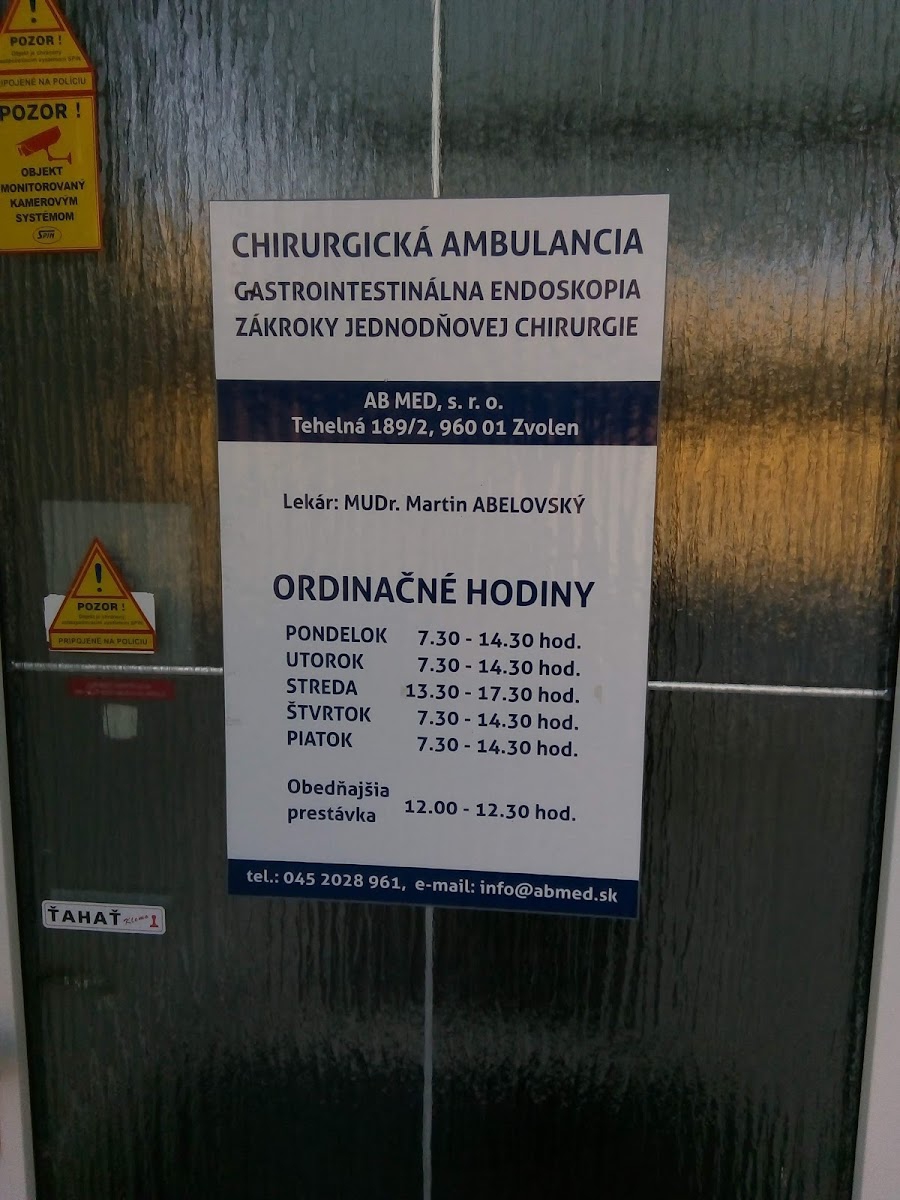 POZOR !
PRIPOJENÉ NA POLÍCIU
POZOR !
OBJEKT
MONITOROVANÝ
KAMEROVÝM
SYSTÉMOM
SPIN
CHIRURGICKÁ AMBULANCIA
GASTROINTESTINÁLNA ENDOSKOPIA
ZÁKROKY JEDNODŇOVEJ CHIRURGIE
AB MED, s. r. o.
Tehelná 189/2, 960 01 Zvolen
Lekár: MUDr. Martin ABELOVSKÝ
ORDINAČNÉ HODINY
PONDELOK 7.30 - 14.30 hod.
UTOROK 7.30 - 14.30 hod.
STREDA 13.30 - 17.30 hod.
ŠTVRTOK 7.30 - 14.30 hod.
PIATOK 7.30 - 14.30 hod.
Obedňajšia
prestávka 12.00 - 12.30 hod.
tel.: 045 2028 961, e-mail: info@abmed.sk
POZOR !
PRIPOJENÉ NA POLÍCIU
ŤAHAŤ